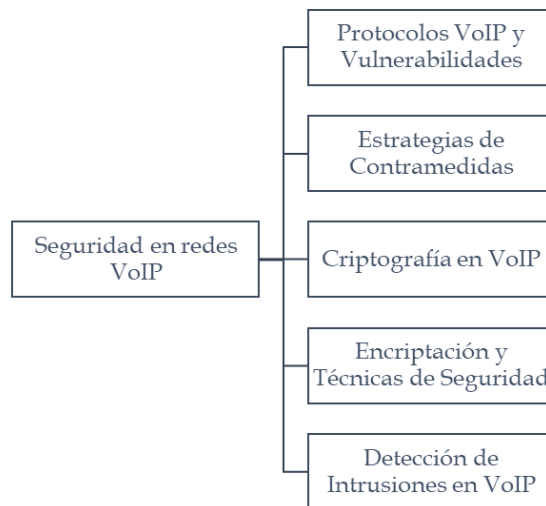 Protocolos VoIP y
Vulnerabilidades
Estrategias de
Contramedidas
Seguridad en redes
VoIP
Criptografía en VoIP
Encriptación y
Técnicas de Seguridad
Detección de
Intrusiones en VoIP